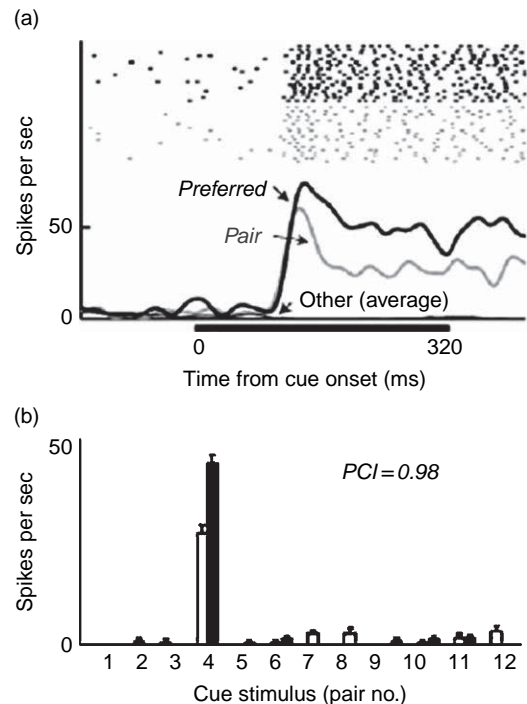 (a)
Spikes per sec
50
0
Preferred
Pair
Other (average)
0 320
Time from cue onset (ms)
(b)
Spikes per sec
50
0
PCI = 0.98
1 2 3 4 5 6 7 8 9 10 11 12
Cue stimulus (pair no.)